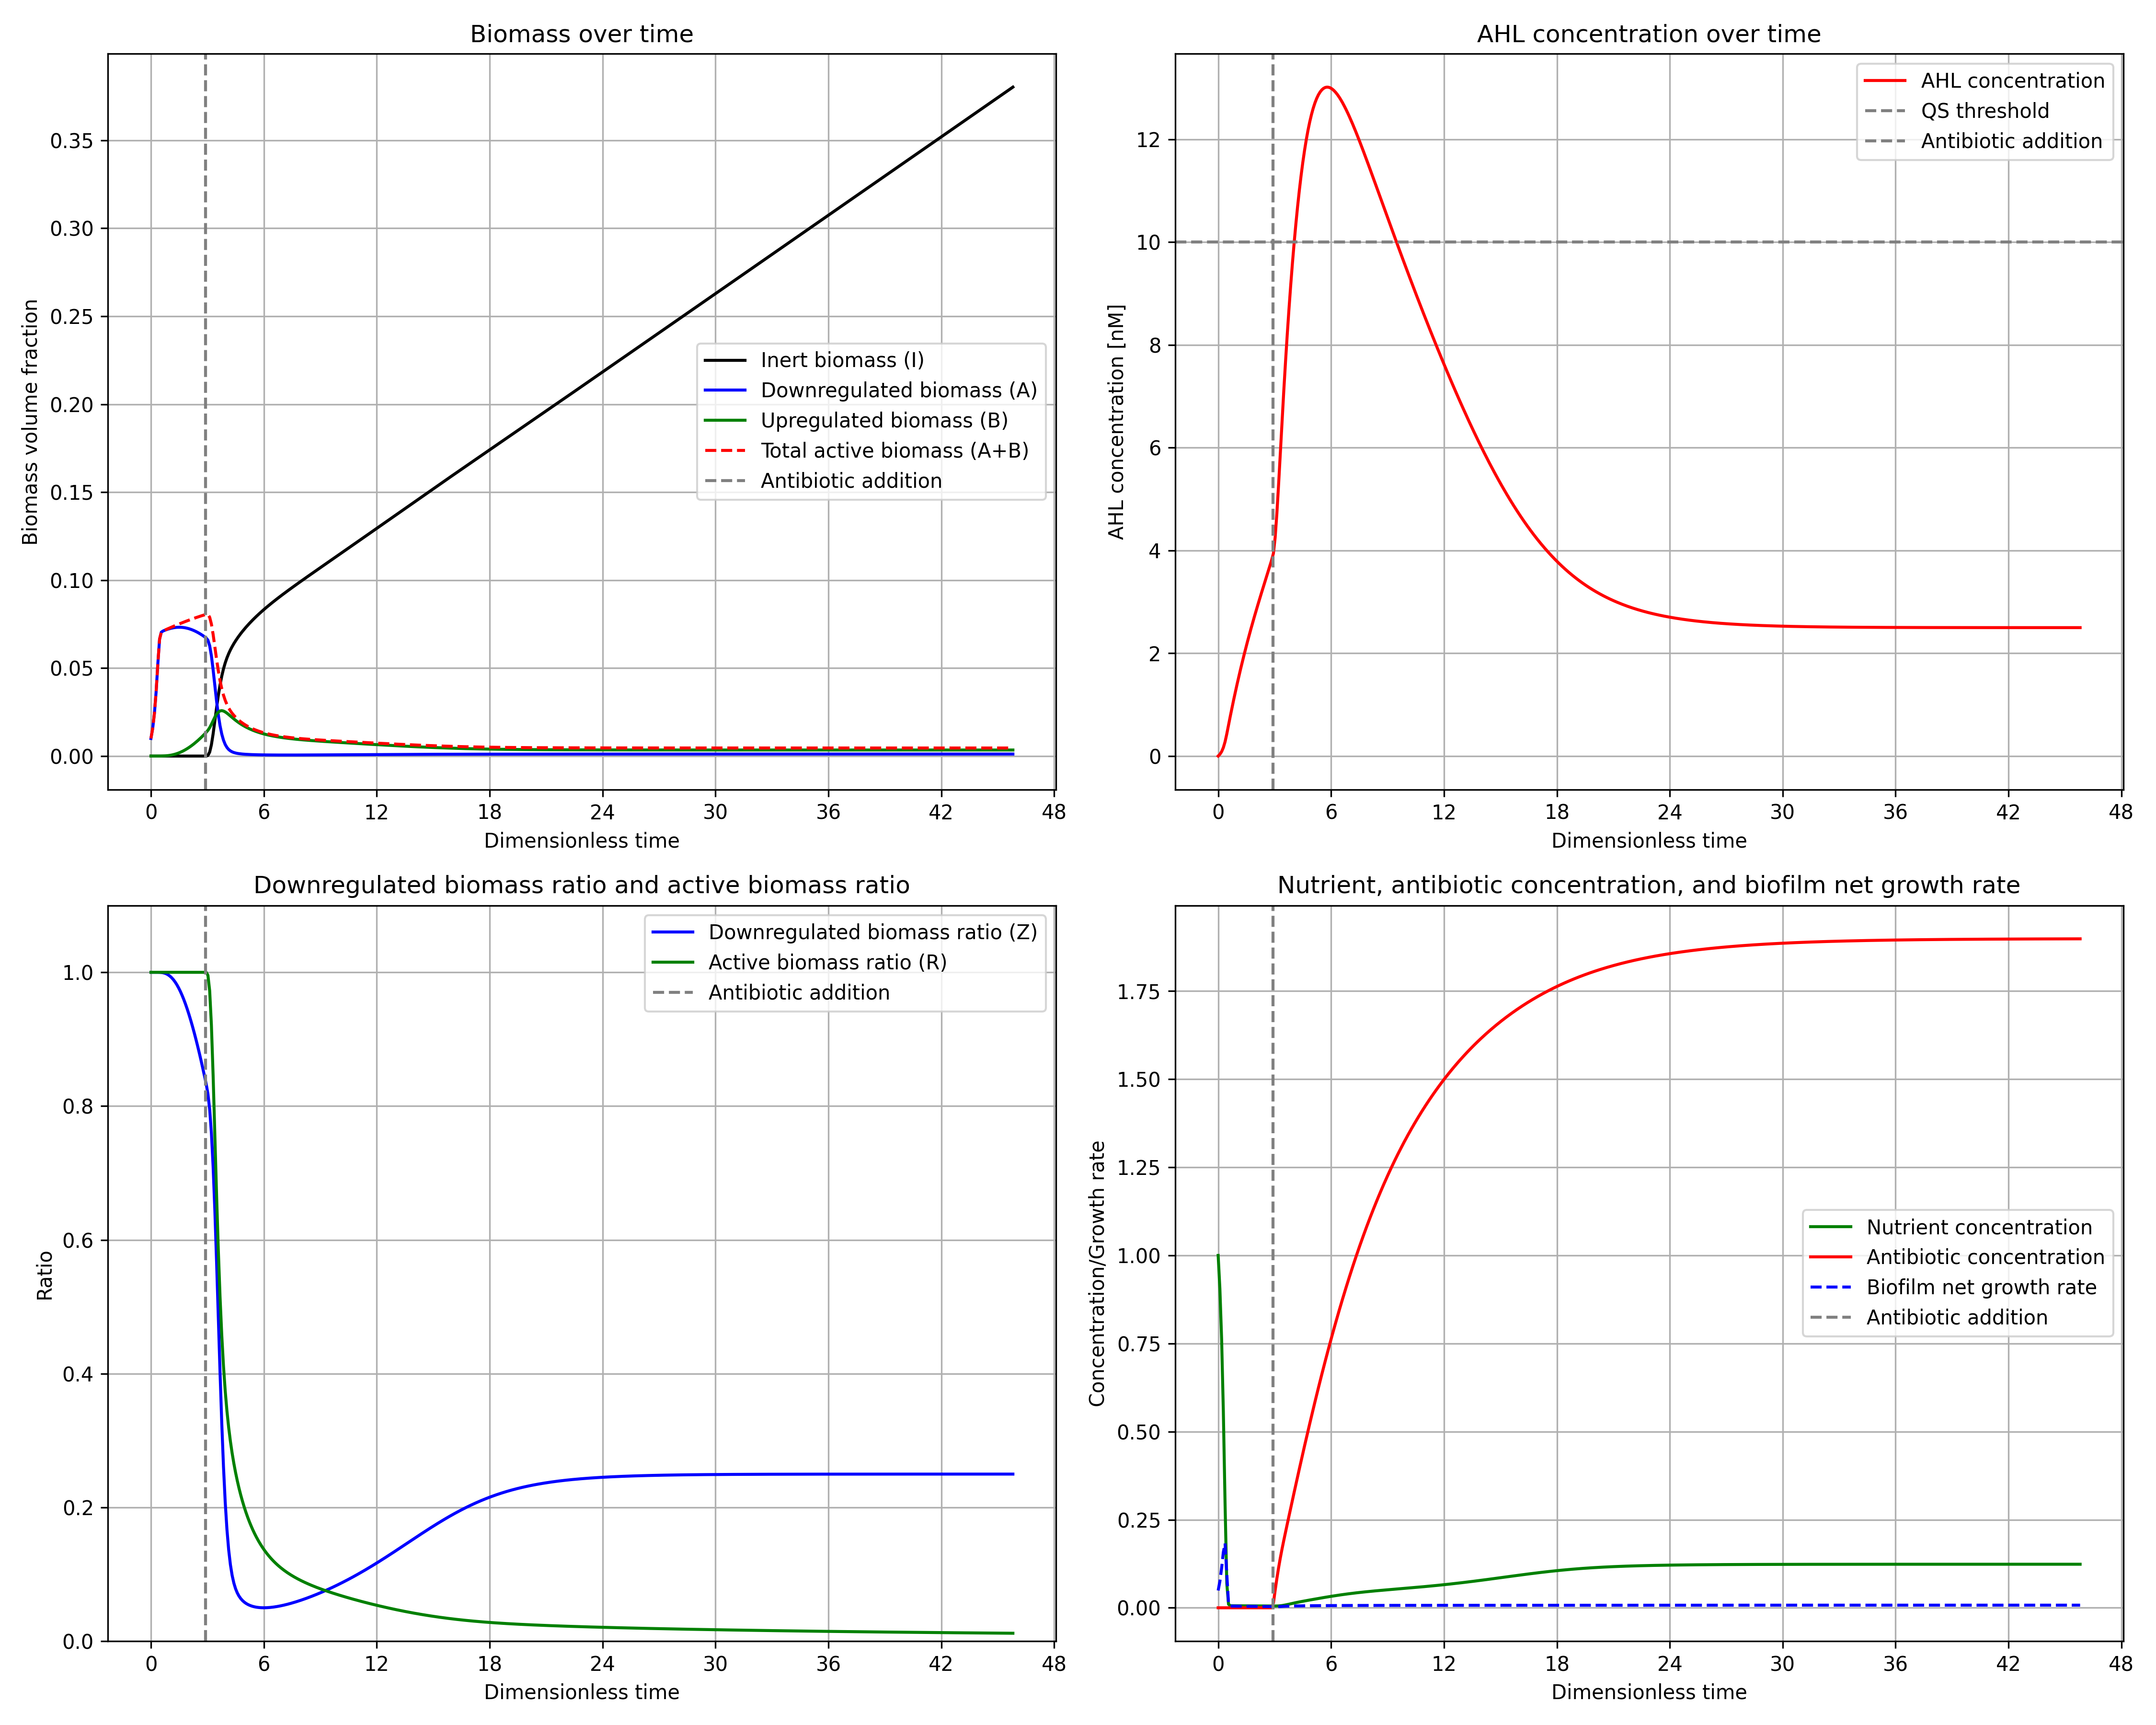 Biomass over time
Biomass volume fraction
0.35
0.30
0.25
0.20
0.15
0.10
0.05
0.00
Inert biomass (I)
Downregulated biomass (A)
Upregulated biomass (B)
Total active biomass (A+B)
Antibiotic addition
0 6 12 18 24 30 36 42 48
Dimensionless time
AHL concentration over time
AHL concentration [nM]
12
10
8
6
4
2
0
AHL concentration
QS threshold
Antibiotic addition
0 6 12 18 24 30 36 42 48
Dimensionless time
Downregulated biomass ratio and active biomass ratio
Ratio
1.0
0.8
0.6
0.4
0.2
0.0
Downregulated biomass ratio (Z)
Active biomass ratio (R)
Antibiotic addition
0 6 12 18 24 30 36 42 48
Dimensionless time
Nutrient, antibiotic concentration, and biofilm net growth rate
Concentration/Growth rate
1.75
1.50
1.25
1.00
0.75
0.50
0.25
0.00
Nutrient concentration
Antibiotic concentration
Biofilm net growth rate
Antibiotic addition
0 6 12 18 24 30 36 42 48
Dimensionless time